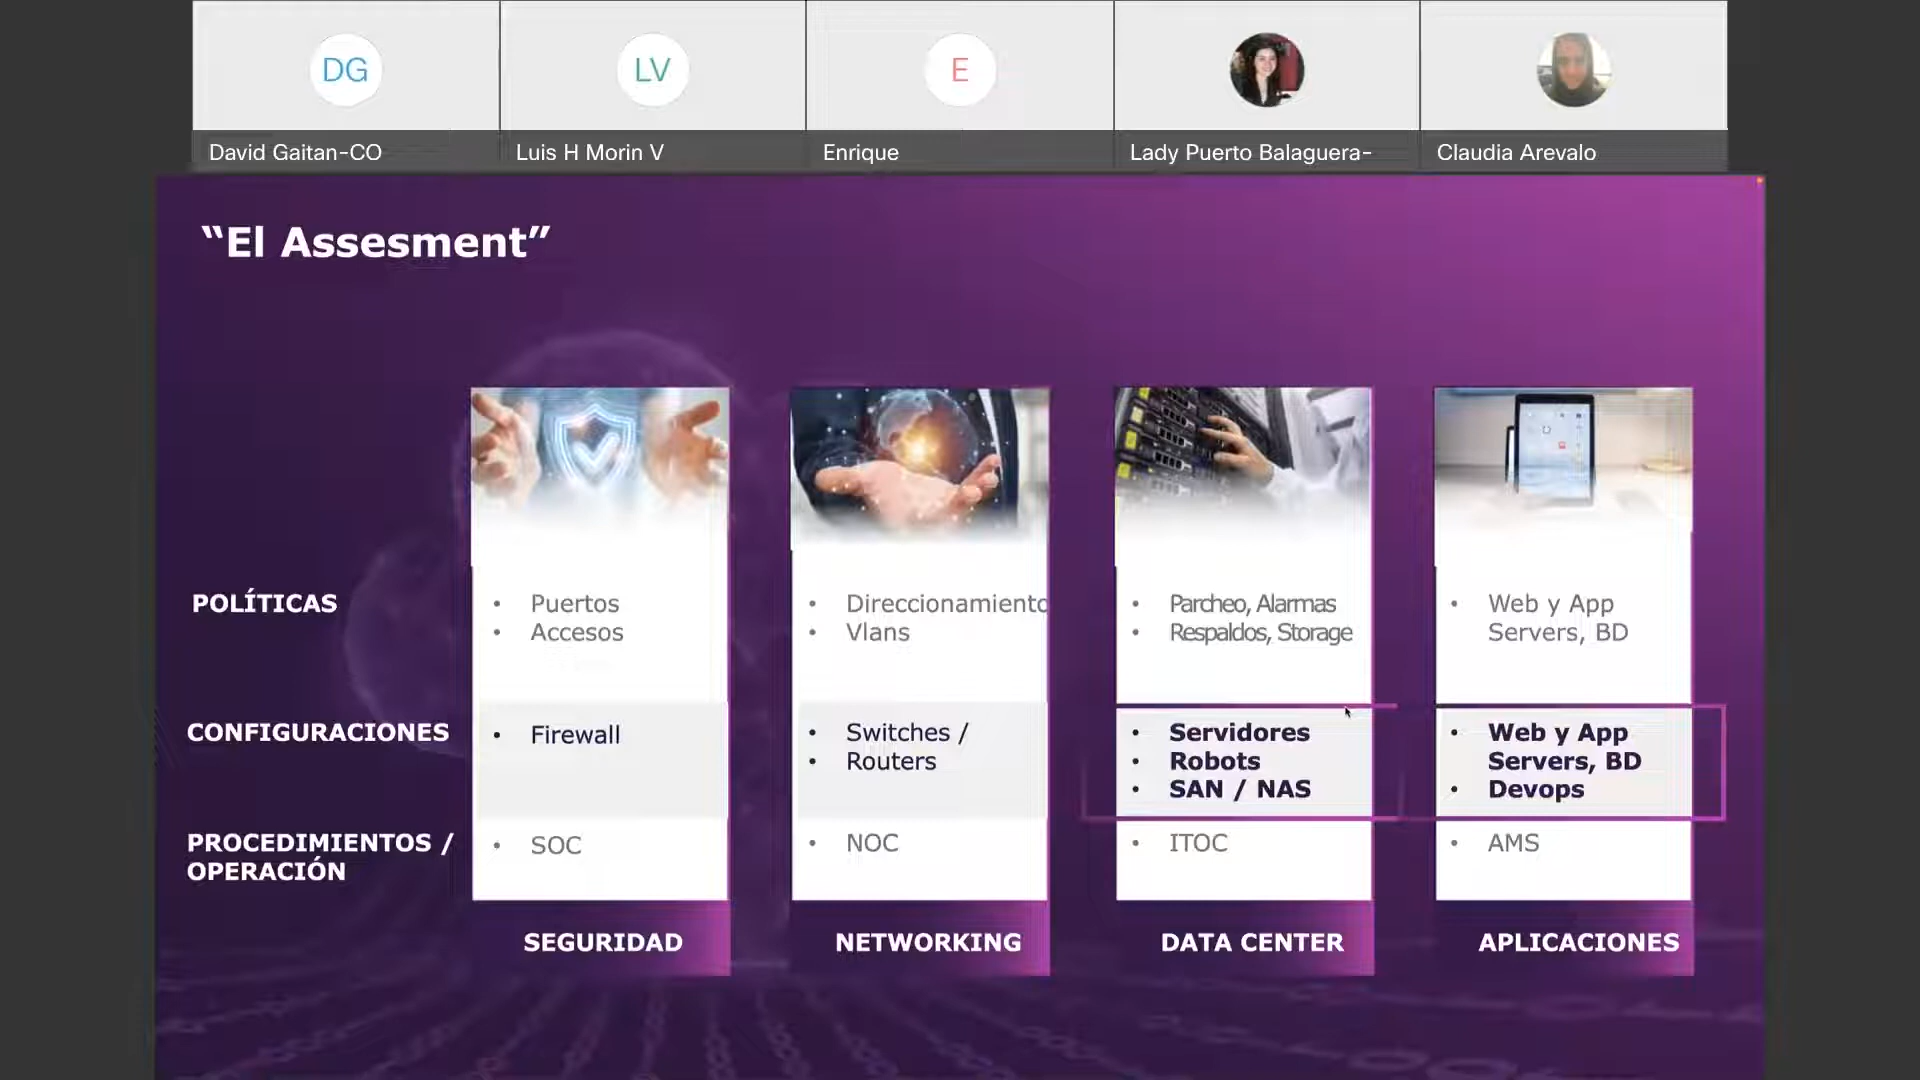 DG
LV
E
David Gaitan-CO
Luis H Morin V
Enrique
Lady Puerto Balaguera-
Claudia Arevalo
“El Assesment”
POLÍTICAS
• Puertos
• Accesos
• Direccionamiento
• Vlans
• Parcheo, Alarmas
• Respaldos, Storage
• Web y App
Servers, BD
CONFIGURACIONES
• Firewall
• Switches /
• Routers
• Servidores
• Robots
• SAN / NAS
• Web y App
Servers, BD
• Devops
PROCEDIMIENTOS /
OPERACIÓN
• SOC
• NOC
• ITOC
• AMS
SEGURIDAD
NETWORKING
DATA CENTER
APLICACIONES